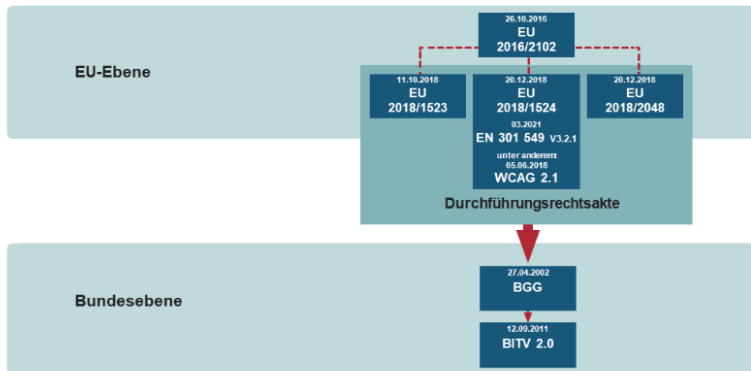 26.10.2016
EU
2016/2102
EU-Ebene
11.10.2018
EU
2018/1523
20.12.2018
EU
2018/1524
03.2021
EN 301 549 V3.2.1
unter anderem:
05.06.2018
WCAG 2.1
20.12.2018
EU
2018/2048
Durchführungsrechtsakte
Bundesebene
27.04.2002
BGG
12.09.2011
BITV 2.0